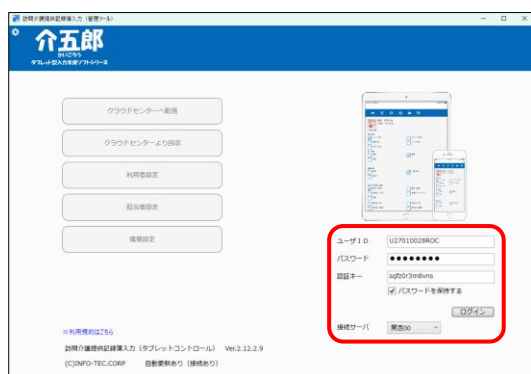 訪問介護提供記録簿入力（管理ツール）
介五郎
かいごろう
タブレット型入力支援ソフトシリーズ
クラウドセンターへ配信
クラウドセンターより回収
利用者設定
担当者設定
環境設定
ユーザＩＤ U27010028ROC
パスワード ●●●●●●●●
認証キー sqfz0r3m8vns
パスワードを保持する
ログイン
接続サーバ 関西00
※利用規約はこちら
訪問介護提供記録簿入力（タブレットコントロール） Ver.2.12.2.9
(C)INFO-TEC.CORP 自動更新あり（接続あり）